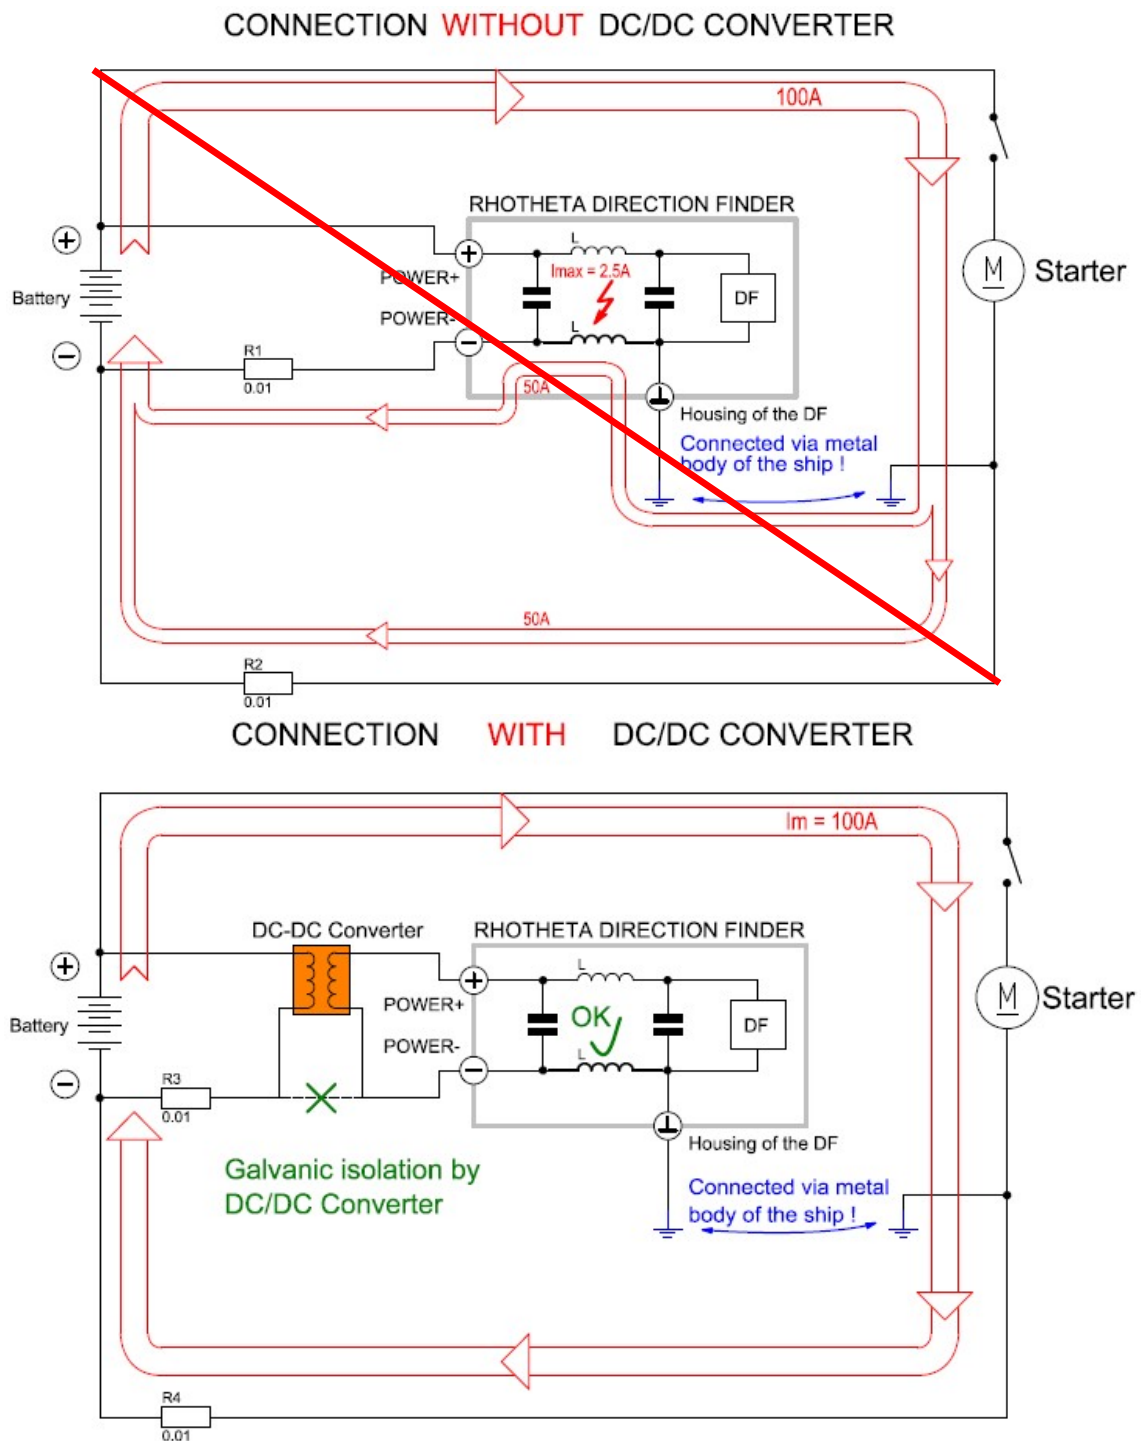 CONNECTION WITHOUT DC/DC CONVERTER
100A
RHOTHETA DIRECTION FINDER
+
+
L
Imax = 2.5A
POWER+
M
Starter
Battery
DF
POWER-
L
−
−
R1
0.01
50A
Housing of the DF
Connected via metal
body of the ship !
50A
R2
0.01
CONNECTION WITH DC/DC CONVERTER
Im = 100A
DC-DC Converter
RHOTHETA DIRECTION FINDER
+
+
L
POWER+
M
Starter
Battery
OK
DF
POWER-
L
−
−
R3
0.01
Housing of the DF
Galvanic isolation by
DC/DC Converter
Connected via metal
body of the ship !
R4
0.01